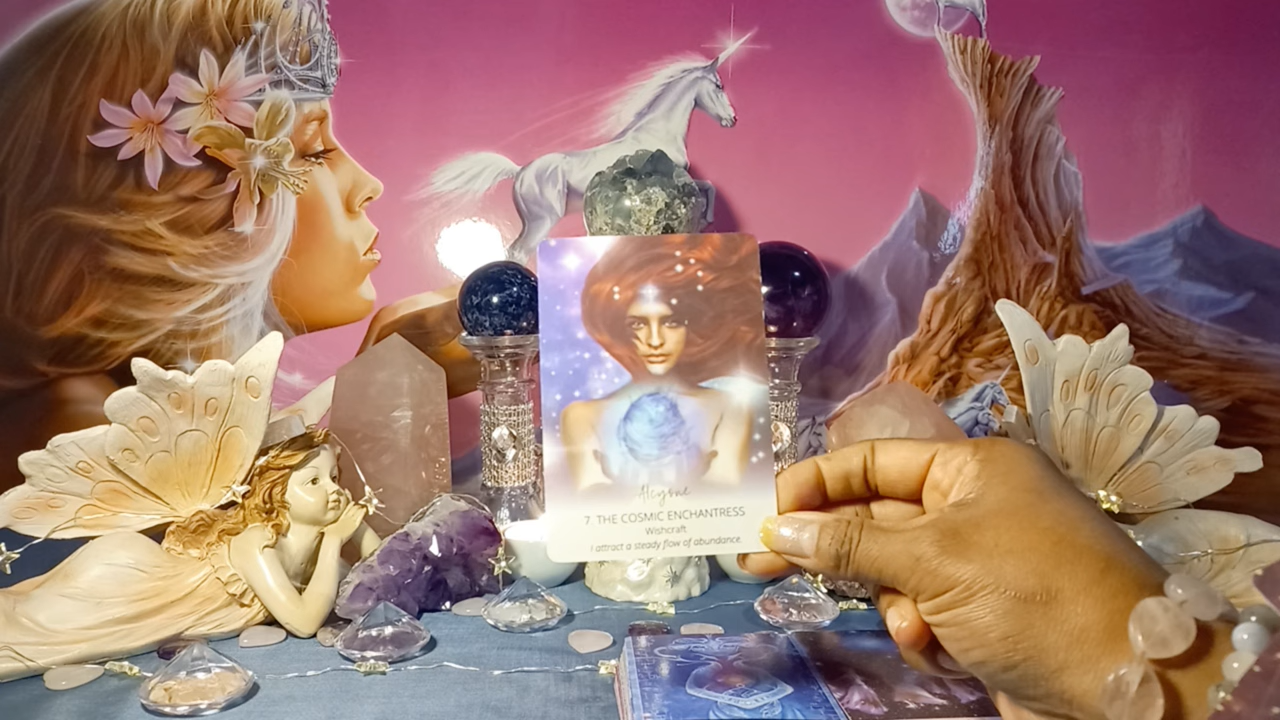 Alcyone
7. THE COSMIC ENCHANTRESS
Wishcraft
I attract a steady flow of abundance.